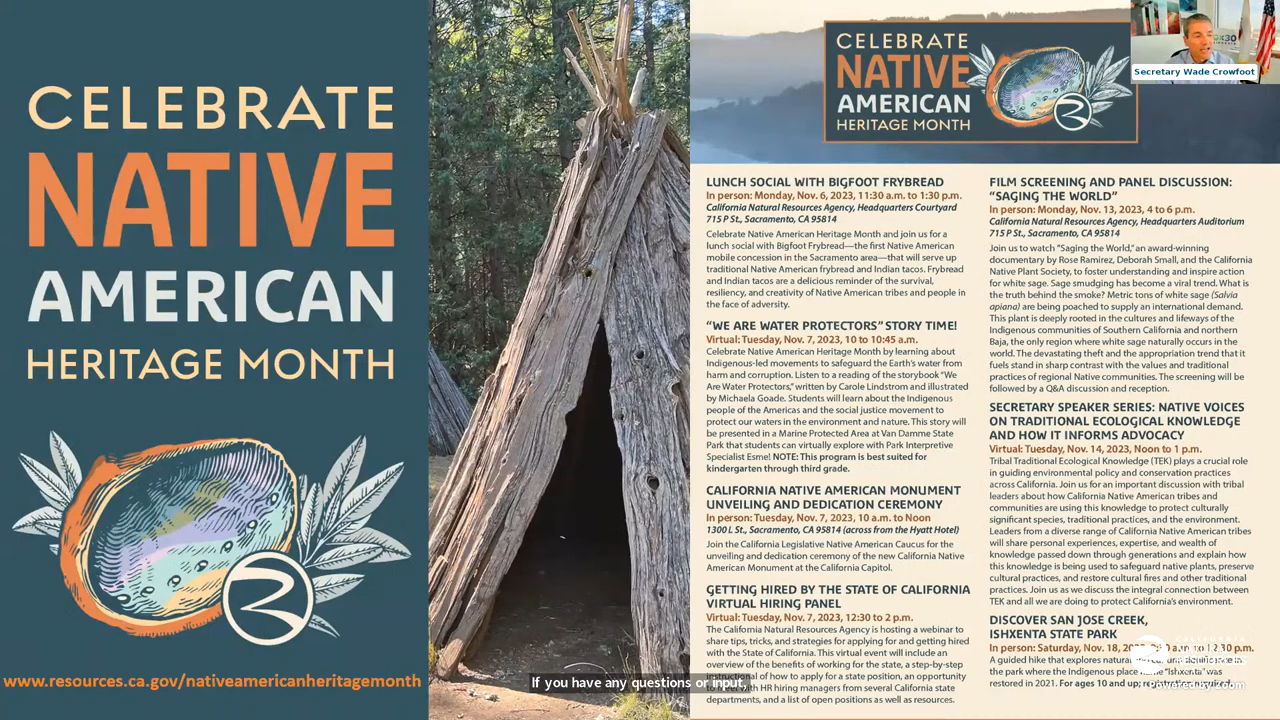 CELEBRATE
NATIVE
AMERICAN
HERITAGE MONTH
www.resources.ca.gov/nativeamericanheritagemonth
CELEBRATE
NATIVE
AMERICAN
HERITAGE MONTH
Secretary Wade Crowfoot
LUNCH SOCIAL WITH BIGFOOT FRYBREAD
In person: Monday, Nov. 6, 2023, 11:30 a.m. to 1:30 p.m.
California Natural Resources Agency, Headquarters Courtyard
715 P St., Sacramento, CA 95814
Celebrate Native American Heritage Month and join us for a
lunch social with Bigfoot Frybread—the first Native American
mobile concession in the Sacramento area—that will serve up
traditional Native American frybread and Indian tacos. Frybread
and Indian tacos are a delicious reminder of the survival,
resiliency, and creativity of Native American tribes and people in
the face of adversity.
"WE ARE WATER PROTECTORS" STORY TIME!
Virtual: Tuesday, Nov. 7, 2023, 10 to 10:45 a.m.
Celebrate Native American Heritage Month by learning about
Indigenous-led movements to safeguard the Earth's water from
harm and corruption. Listen to a reading of the storybook "We
Are Water Protectors," written by Carole Lindstrom and illustrated
by Michaela Goade. Students will learn about the Indigenous
people of the Americas and the social justice movement to
protect our waters in the environment and nature. This story will
be presented in a Marine Protected Area at Van Damme State
Park that students can virtually explore with Park Interpretive
Specialist Esme! NOTE: This program is best suited for
kindergarten through third grade.
CALIFORNIA NATIVE AMERICAN MONUMENT
UNVEILING AND DEDICATION CEREMONY
In person: Tuesday, Nov. 7, 2023, 10 a.m. to Noon
1300 L St., Sacramento, CA 95814 (across from the Hyatt Hotel)
Join the California Legislative Native American Caucus for the
unveiling and dedication ceremony of the new California Native
American Monument at the California Capitol.
GETTING HIRED BY THE STATE OF CALIFORNIA
VIRTUAL HIRING PANEL
Virtual: Tuesday, Nov. 7, 2023, 12:30 to 2 p.m.
The California Natural Resources Agency is hosting a webinar to
share tips, tricks, and strategies for applying for and getting hired
with the State of California. This virtual event will include an
overview of the benefits of working for the state, a step-by-step
instructional of how to apply for a state position, an opportunity
to meet with HR hiring managers from several California state
departments, and a list of open positions as well as resources.
FILM SCREENING AND PANEL DISCUSSION:
"SAGING THE WORLD"
In person: Monday, Nov. 13, 2023, 4 to 6 p.m.
California Natural Resources Agency, Headquarters Auditorium
715 P St., Sacramento, CA 95814
Join us to watch "Saging the World," an award-winning
documentary by Rose Ramirez, Deborah Small, and the California
Native Plant Society, to foster understanding and inspire action
for white sage. Sage smudging has become a viral trend. What is
the truth behind the smoke? Metric tons of white sage (Salvia
apiana) are being poached to supply an international demand.
This plant is deeply rooted in the cultures and lifeways of the
Indigenous communities of Southern California and northern
Baja, the only region where white sage naturally occurs in the
world. The devastating theft and the appropriation trend that it
fuels stand in sharp contrast with the values and traditional
practices of regional Native communities. The screening will be
followed by a Q&A discussion and reception.
SECRETARY SPEAKER SERIES: NATIVE VOICES
ON TRADITIONAL ECOLOGICAL KNOWLEDGE
AND HOW IT INFORMS ADVOCACY
Virtual: Tuesday, Nov. 14, 2023, Noon to 1 p.m.
Tribal Traditional Ecological Knowledge (TEK) plays a crucial role
in guiding environmental policy and conservation practices
across California. Join us for an important discussion with tribal
leaders about how California Native American tribes and
communities are using this knowledge to protect culturally
significant species, traditional practices, and the environment.
Leaders from a diverse range of California Native American tribes
will share personal experiences, expertise, and wealth of
knowledge passed down through generations and explain how
this knowledge is being used to safeguard native plants, preserve
cultural practices, and restore cultural fires and other traditional
practices. Join us as we discuss the integral connection between
TEK and all we are doing to protect California's environment.
DISCOVER SAN JOSE CREEK,
ISHXENTA STATE PARK
In person: Saturday, Nov. 18, 2023, to 12:30 p.m.
A guided hike that explores natural
the park where the Indigenous place name "Ishxenta" was
restored in 2021. For ages 10 and up;
If you have any questions or input,